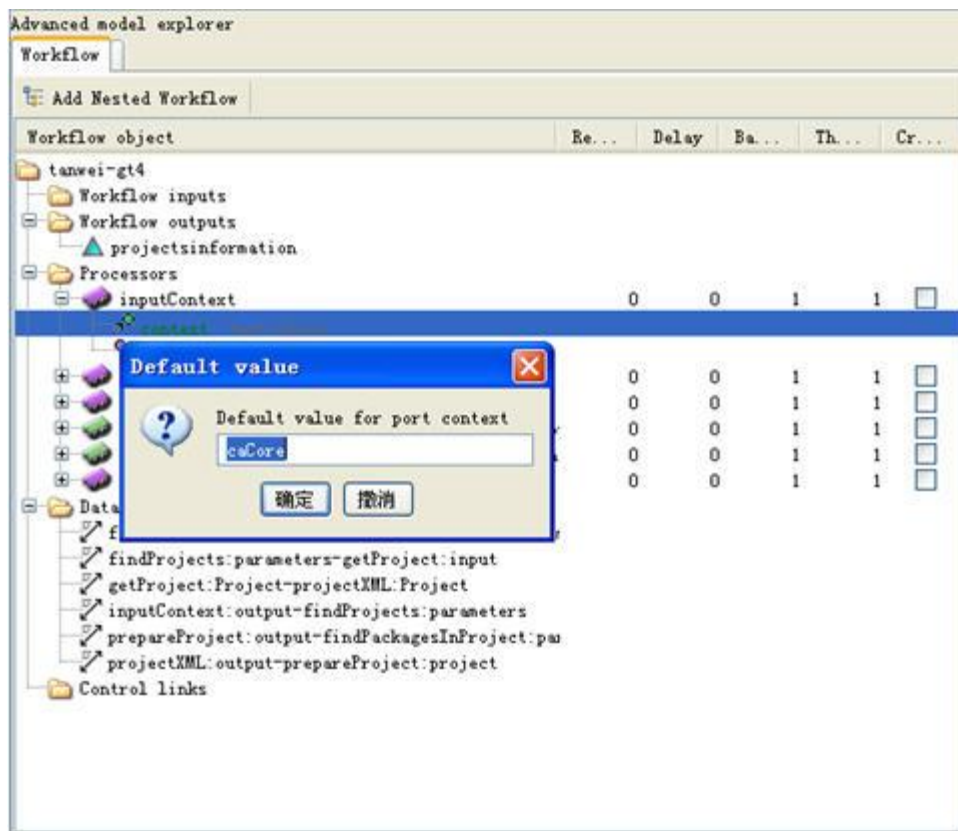 Advanced model explorer
Workflow
Add Nested Workflow
Workflow object Re... Delay Ba... Th... Cr...
tanwei-gt4
Workflow inputs
Workflow outputs
projectsinformation
Processors
inputContext 0 0 1 1
context
Default value
0 0 1 1
0 0 1 1
Default value for port context
0 0 1 1
caCore
0 0 1 1
0 0 1 1
确定 撤消
Data
f
findProjects:parameters-getProject:input
getProject:Project-projectXML:Project
inputContext:output-findProjects:parameters
prepareProject:output-findPackagesInProject:pa
projectXML:output-prepareProject:project
Control links